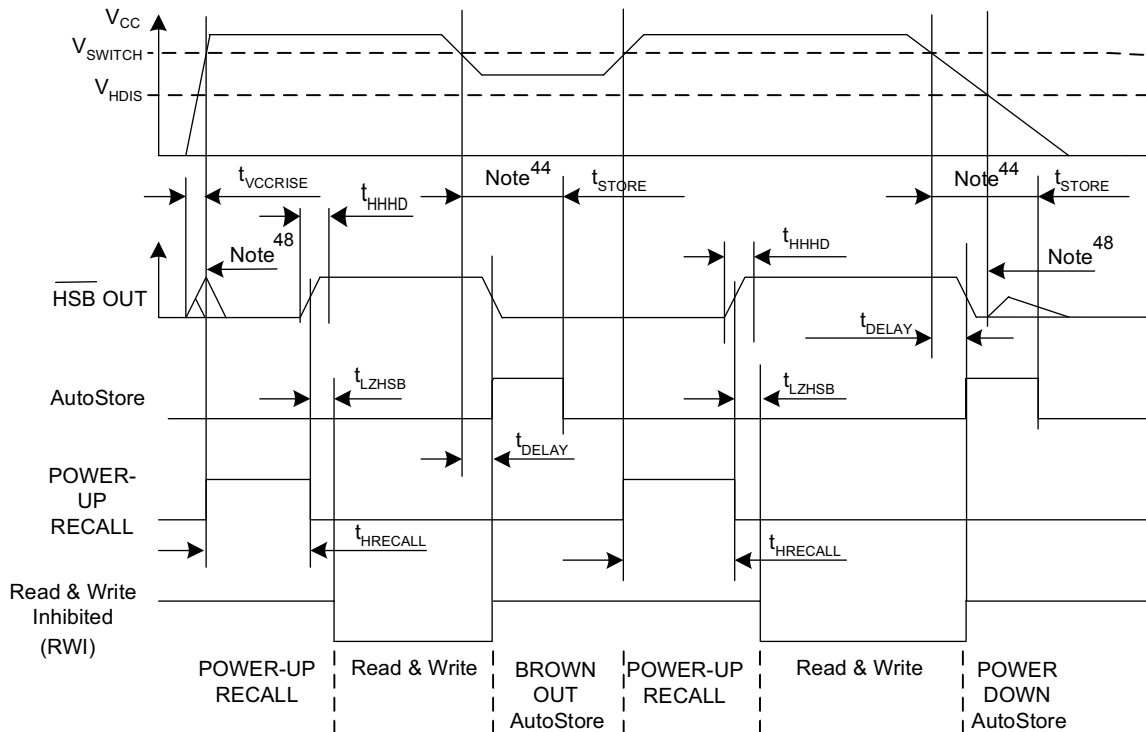 VCC
VSWITCH
VHDIS
tVCCRISE
Note44
tSTORE
Note44
tSTORE
tHHHD
Note48
tHHHD
Note48
HSB OUT
tDELAY
tLZHSB
tLZHSB
AutoStore
tDELAY
POWER-
UP
RECALL
tHRECALL
tHRECALL
Read & Write
Inhibited
(RWI)
POWER-UP
RECALL
Read & Write
BROWN
OUT
AutoStore
POWER-UP
RECALL
Read & Write
POWER
DOWN
AutoStore